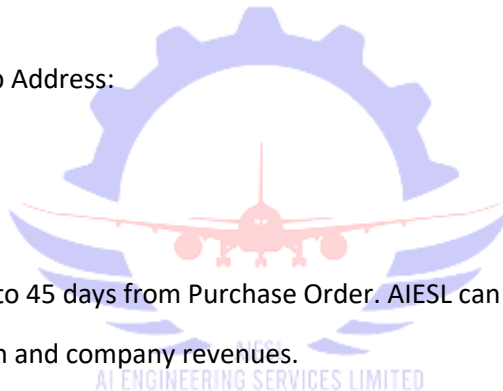 o Address:
to 45 days from Purchase Order. AIESL can
n and company revenues.
AIESL
AI ENGINEERING SERVICES LIMITED